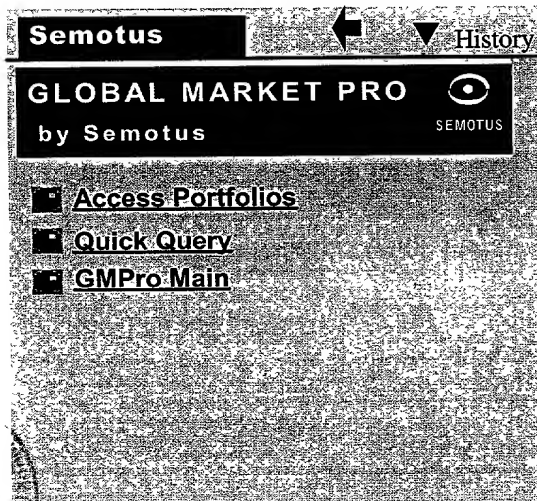 Semotus
History
GLOBAL MARKET PRO
by Semotus
SEMOTUS
Access Portfolios
Quick Query
GMPro Main